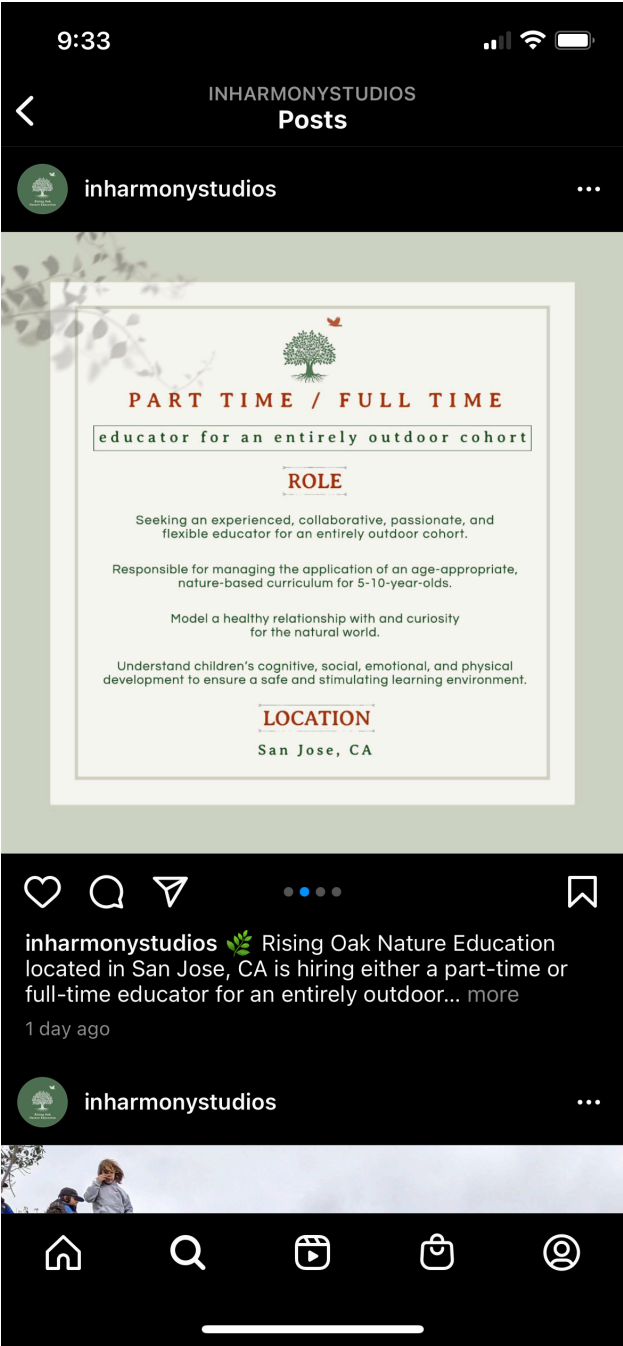 9:33
INHARMONYSTUDIOS
Posts
inharmonystudios
PART TIME / FULL TIME
educator for an entirely outdoor cohort
ROLE
Seeking an experienced, collaborative, passionate, and
flexible educator for an entirely outdoor cohort.
Responsible for managing the application of an age-appropriate,
nature-based curriculum for 5-10-year-olds.
Model a healthy relationship with and curiosity
for the natural world.
Understand children's cognitive, social, emotional, and physical
development to ensure a safe and stimulating learning environment.
LOCATION
San Jose, CA
inharmonystudios 🌿 Rising Oak Nature Education
located in San Jose, CA is hiring either a part-time or
full-time educator for an entirely outdoor... more
1 day ago
inharmonystudios